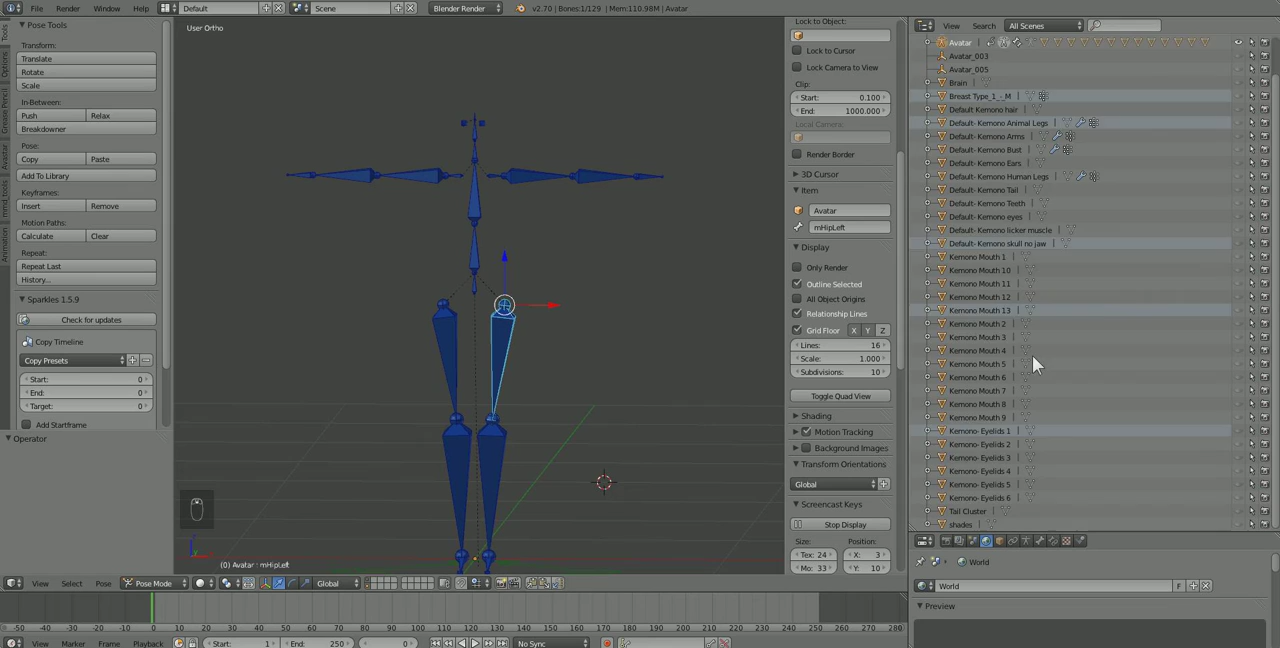 File Render Window Help Default Scene Blender Render v2.70 | Bones:1/129 | Mem:110.98M | Avatar
Pose Tools
Transform:
Translate
Rotate
Scale
In-Between:
Push Relax
Breakdowner
Pose:
Copy Paste
Add To Library
Keyframes:
Insert Remove
Motion Paths:
Calculate Clear
Repeat:
Repeat Last
History...
Sparkles 1.5.9
Check for updates
Copy Timeline
Copy Presets
Start: 0
End: 0
Target: 0
Add Startframe
Operator
Tools
Options
Grease Pencil
Avastar
mmd_tools
Animation
User Ortho
(0) Avatar : mHipLeft
View Select Pose Pose Mode Global
Lock to Object:
Lock to Cursor
Lock Camera to View
Clip:
Start: 0.100
End: 1000.000
Local Camera:
Render Border
3D Cursor
Item
Avatar
mHipLeft
Display
Only Render
Outline Selected
All Object Origins
Relationship Lines
Grid Floor X Y Z
Lines: 16
Scale: 1.000
Subdivisions: 10
Toggle Quad View
Shading
Motion Tracking
Background Images
Transform Orientations
Global
Screencast Keys
Stop Display
Size: Position:
Tex: 24 X: 3
Mo: 33 Y: 10
View Search All Scenes
Avatar
Avatar_003
Avatar_005
Brain
Breast Type_1_-_M
Default Kemono hair
Default- Kemono Animal Legs
Default- Kemono Arms
Default- Kemono Bust
Default- Kemono Ears
Default- Kemono Human Legs
Default- Kemono Tail
Default- Kemono Teeth
Default- Kemono eyes
Default- Kemono licker muscle
Default- Kemono skull no jaw
Kemono Mouth 1
Kemono Mouth 10
Kemono Mouth 11
Kemono Mouth 12
Kemono Mouth 13
Kemono Mouth 2
Kemono Mouth 3
Kemono Mouth 4
Kemono Mouth 5
Kemono Mouth 6
Kemono Mouth 7
Kemono Mouth 8
Kemono Mouth 9
Kemono- Eyelids 1
Kemono- Eyelids 2
Kemono- Eyelids 3
Kemono- Eyelids 4
Kemono- Eyelids 5
Kemono- Eyelids 6
Tail Cluster
shades
World
World F
Preview
-50 -40 -30 -20 -10 0 10 20 30 40 50 60 70 80 90 100 110 120 130 140 150 160 170 180 190 200 210 220 230 240 250 260 270 280
View Marker Frame Playback Start: 1 End: 250 0 No Sync